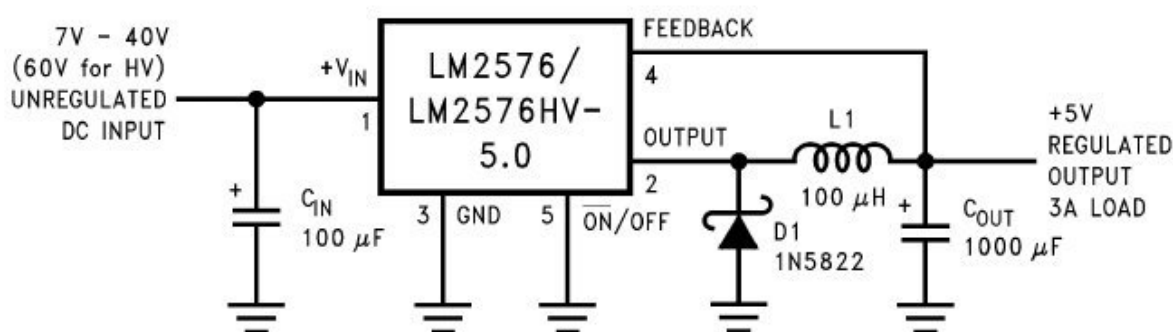 7V - 40V
(60V for HV)
UNREGULATED
DC INPUT
+VIN
1
LM2576/
LM2576HV-
5.0
FEEDBACK
4
OUTPUT
2
L1
100 µH
+5V
REGULATED
OUTPUT
3A LOAD
+
CIN
100 µF
3 GND
5 ON/OFF
D1
1N5822
+
COUT
1000 µF